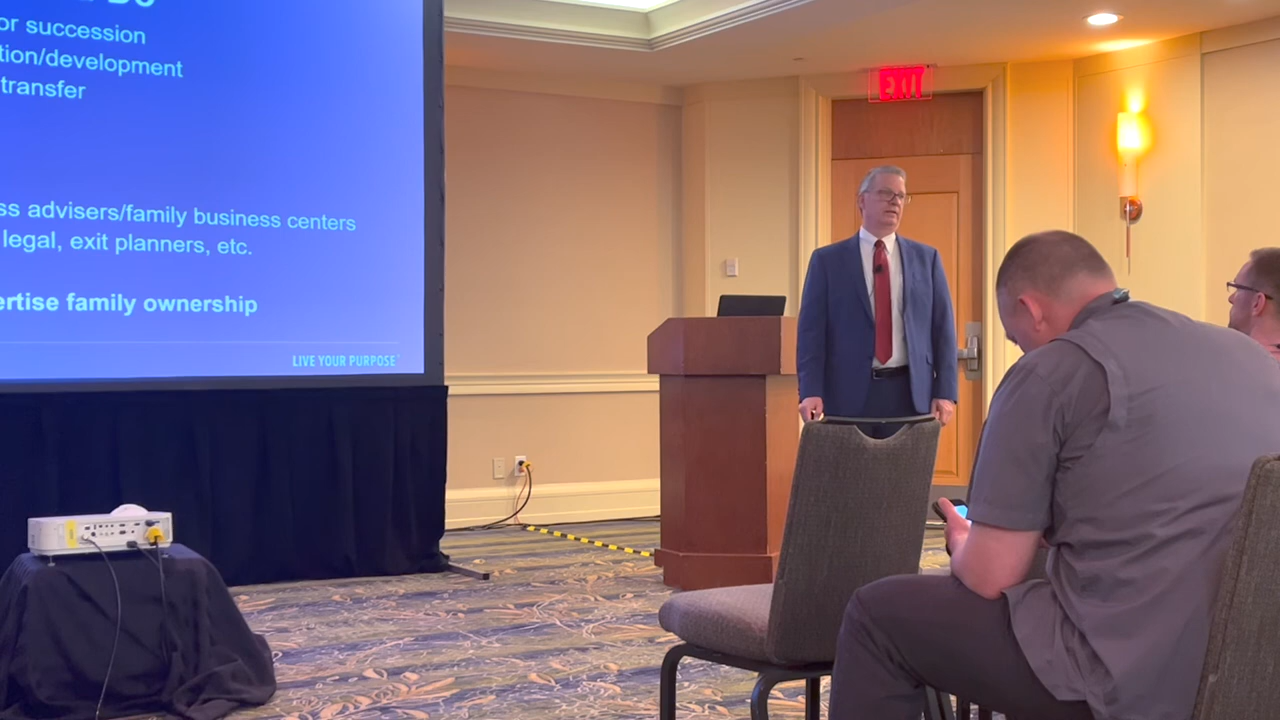 or succession
tion/development
transfer
ss advisers/family business centers
legal, exit planners, etc.
ertise family ownership
LIVE YOUR PURPOSE
EXIT